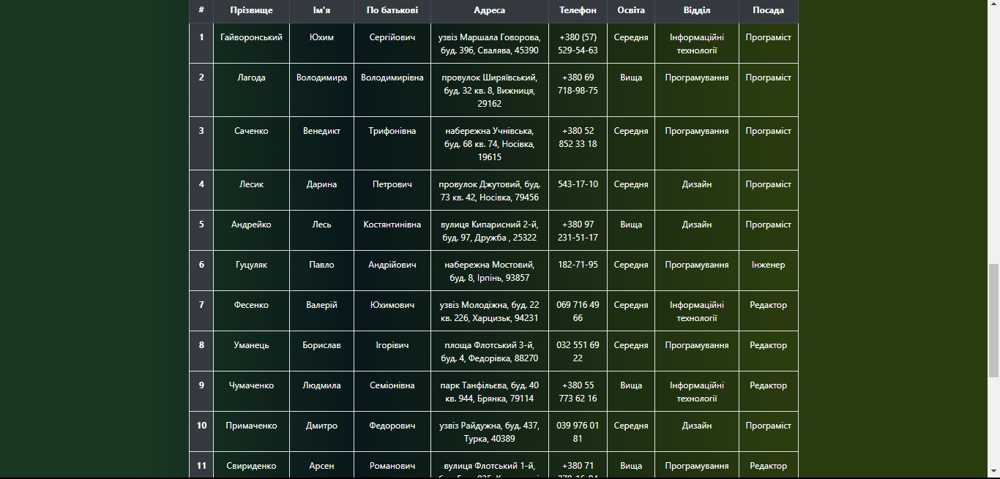 # Прізвище Ім'я По батькові Адреса Телефон Освіта Відділ Посада
1 Гайворонський Юхим Сергійович узвіз Маршала Говорова, +380 (57) Середня Інформаційні Програміст
буд. 396, Свалява, 45390 529-54-63 технології
2 Лагода Володимира Володимирівна провулок Ширяївський, +380 69 Вища Програмування Програміст
буд. 32 кв. 8, Вижниця, 718-98-75
29162
3 Саченко Венедикт Трифонівна набережна Учнівська, +380 52 Середня Програмування Програміст
буд. 68 кв. 74, Носівка, 852 33 18
19615
4 Лесик Дарина Петрович провулок Джутовий, буд. 543-17-10 Середня Дизайн Програміст
73 кв. 42, Носівка, 79456
5 Андрейко Лесь Костянтинівна вулиця Кипарисний 2-й, +380 97 Вища Дизайн Програміст
буд. 97, Дружба , 25322 231-51-17
6 Гуцуляк Павло Андрійович набережна Мостовий, 182-71-95 Середня Програмування Інженер
буд. 8, Ірпінь, 93857
7 Фесенко Валерій Юхимович узвіз Молодіжна, буд. 22 069 716 49 Середня Інформаційні Редактор
кв. 226, Харцизьк, 94231 66 технології
8 Уманець Борислав Ігорівич площа Флотський 3-й, 032 551 69 Середня Програмування Редактор
буд. 4, Федорівка, 88270 22
9 Чумаченко Людмила Семіонівна парк Танфільєва, буд. 40 +380 55 Вища Інформаційні Редактор
кв. 944, Брянка, 79114 773 62 16 технології
10 Примаченко Дмитро Федорович узвіз Райдужна, буд. 437, 039 976 01 Середня Дизайн Програміст
Турка, 40389 81
11 Свириденко Арсен Романович вулиця Флотський 1-й, +380 71 Вища Програмування Редактор